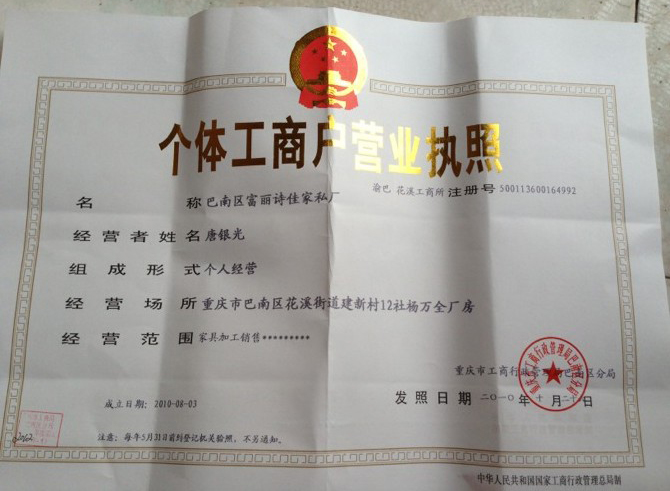 个体工商户营业执照
渝巴 花溪工商所 注册号 500113600164992
名称 巴南区富丽诗佳家私厂
经营者姓名 唐银光
组成形式 个人经营
经营场所 重庆市巴南区花溪街道建新村12社杨万全厂房
经营范围 家具加工销售*********
重庆市工商行政管理局巴南区分局
发照日期 二〇一〇年十月二十日
成立日期: 2010-08-03
注意: 每年5月31日前到登记机关验照，不另通知。
中华人民共和国国家工商行政管理总局制